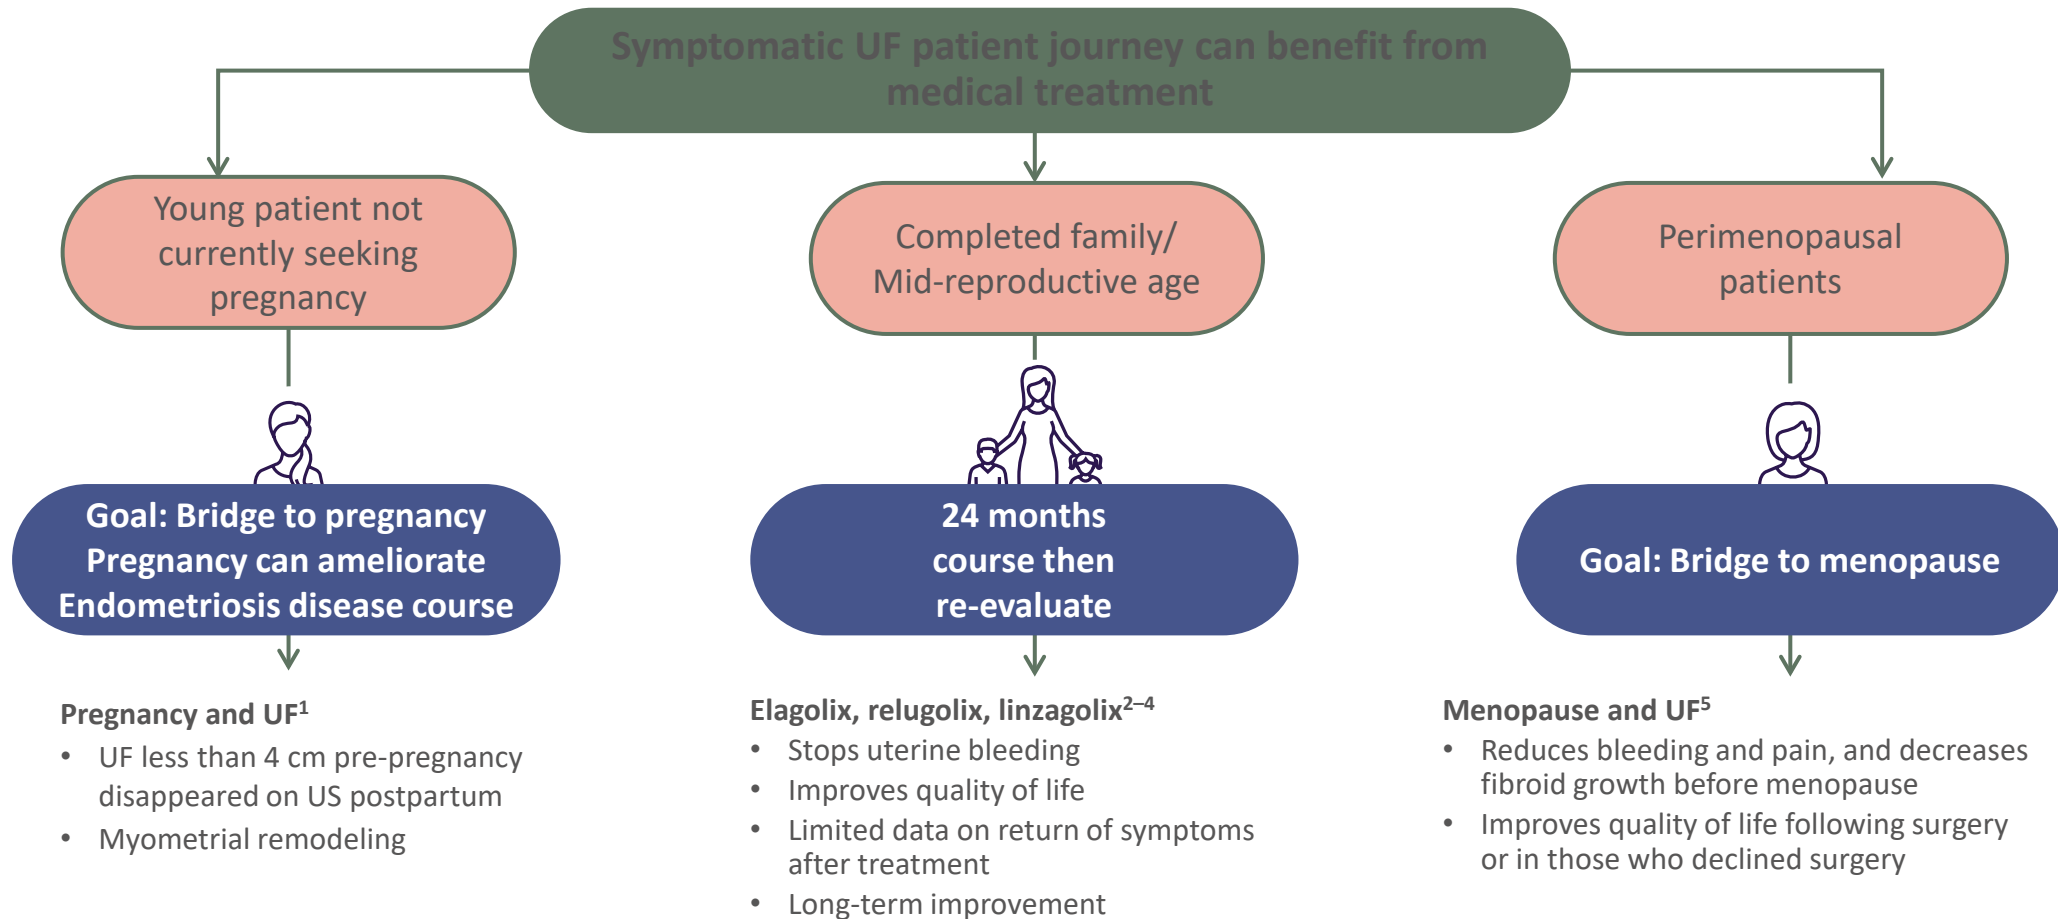 Symptomatic UF patient journey can benefit from
medical treatment
Young patient not
currently seeking
pregnancy
Completed family/
Mid-reproductive age
Perimenopausal
patients
Goal: Bridge to pregnancy
Pregnancy can ameliorate
Endometriosis disease course
24 months
course then
re-evaluate
Goal: Bridge to menopause
Pregnancy and UF¹
• UF less than 4 cm pre-pregnancy
disappeared on US postpartum
• Myometrial remodeling
Elagolix, relugolix, linzagolix²⁻⁴
• Stops uterine bleeding
• Improves quality of life
• Limited data on return of symptoms
after treatment
• Long-term improvement
Menopause and UF⁵
• Reduces bleeding and pain, and decreases
fibroid growth before menopause
• Improves quality of life following surgery
or in those who declined surgery